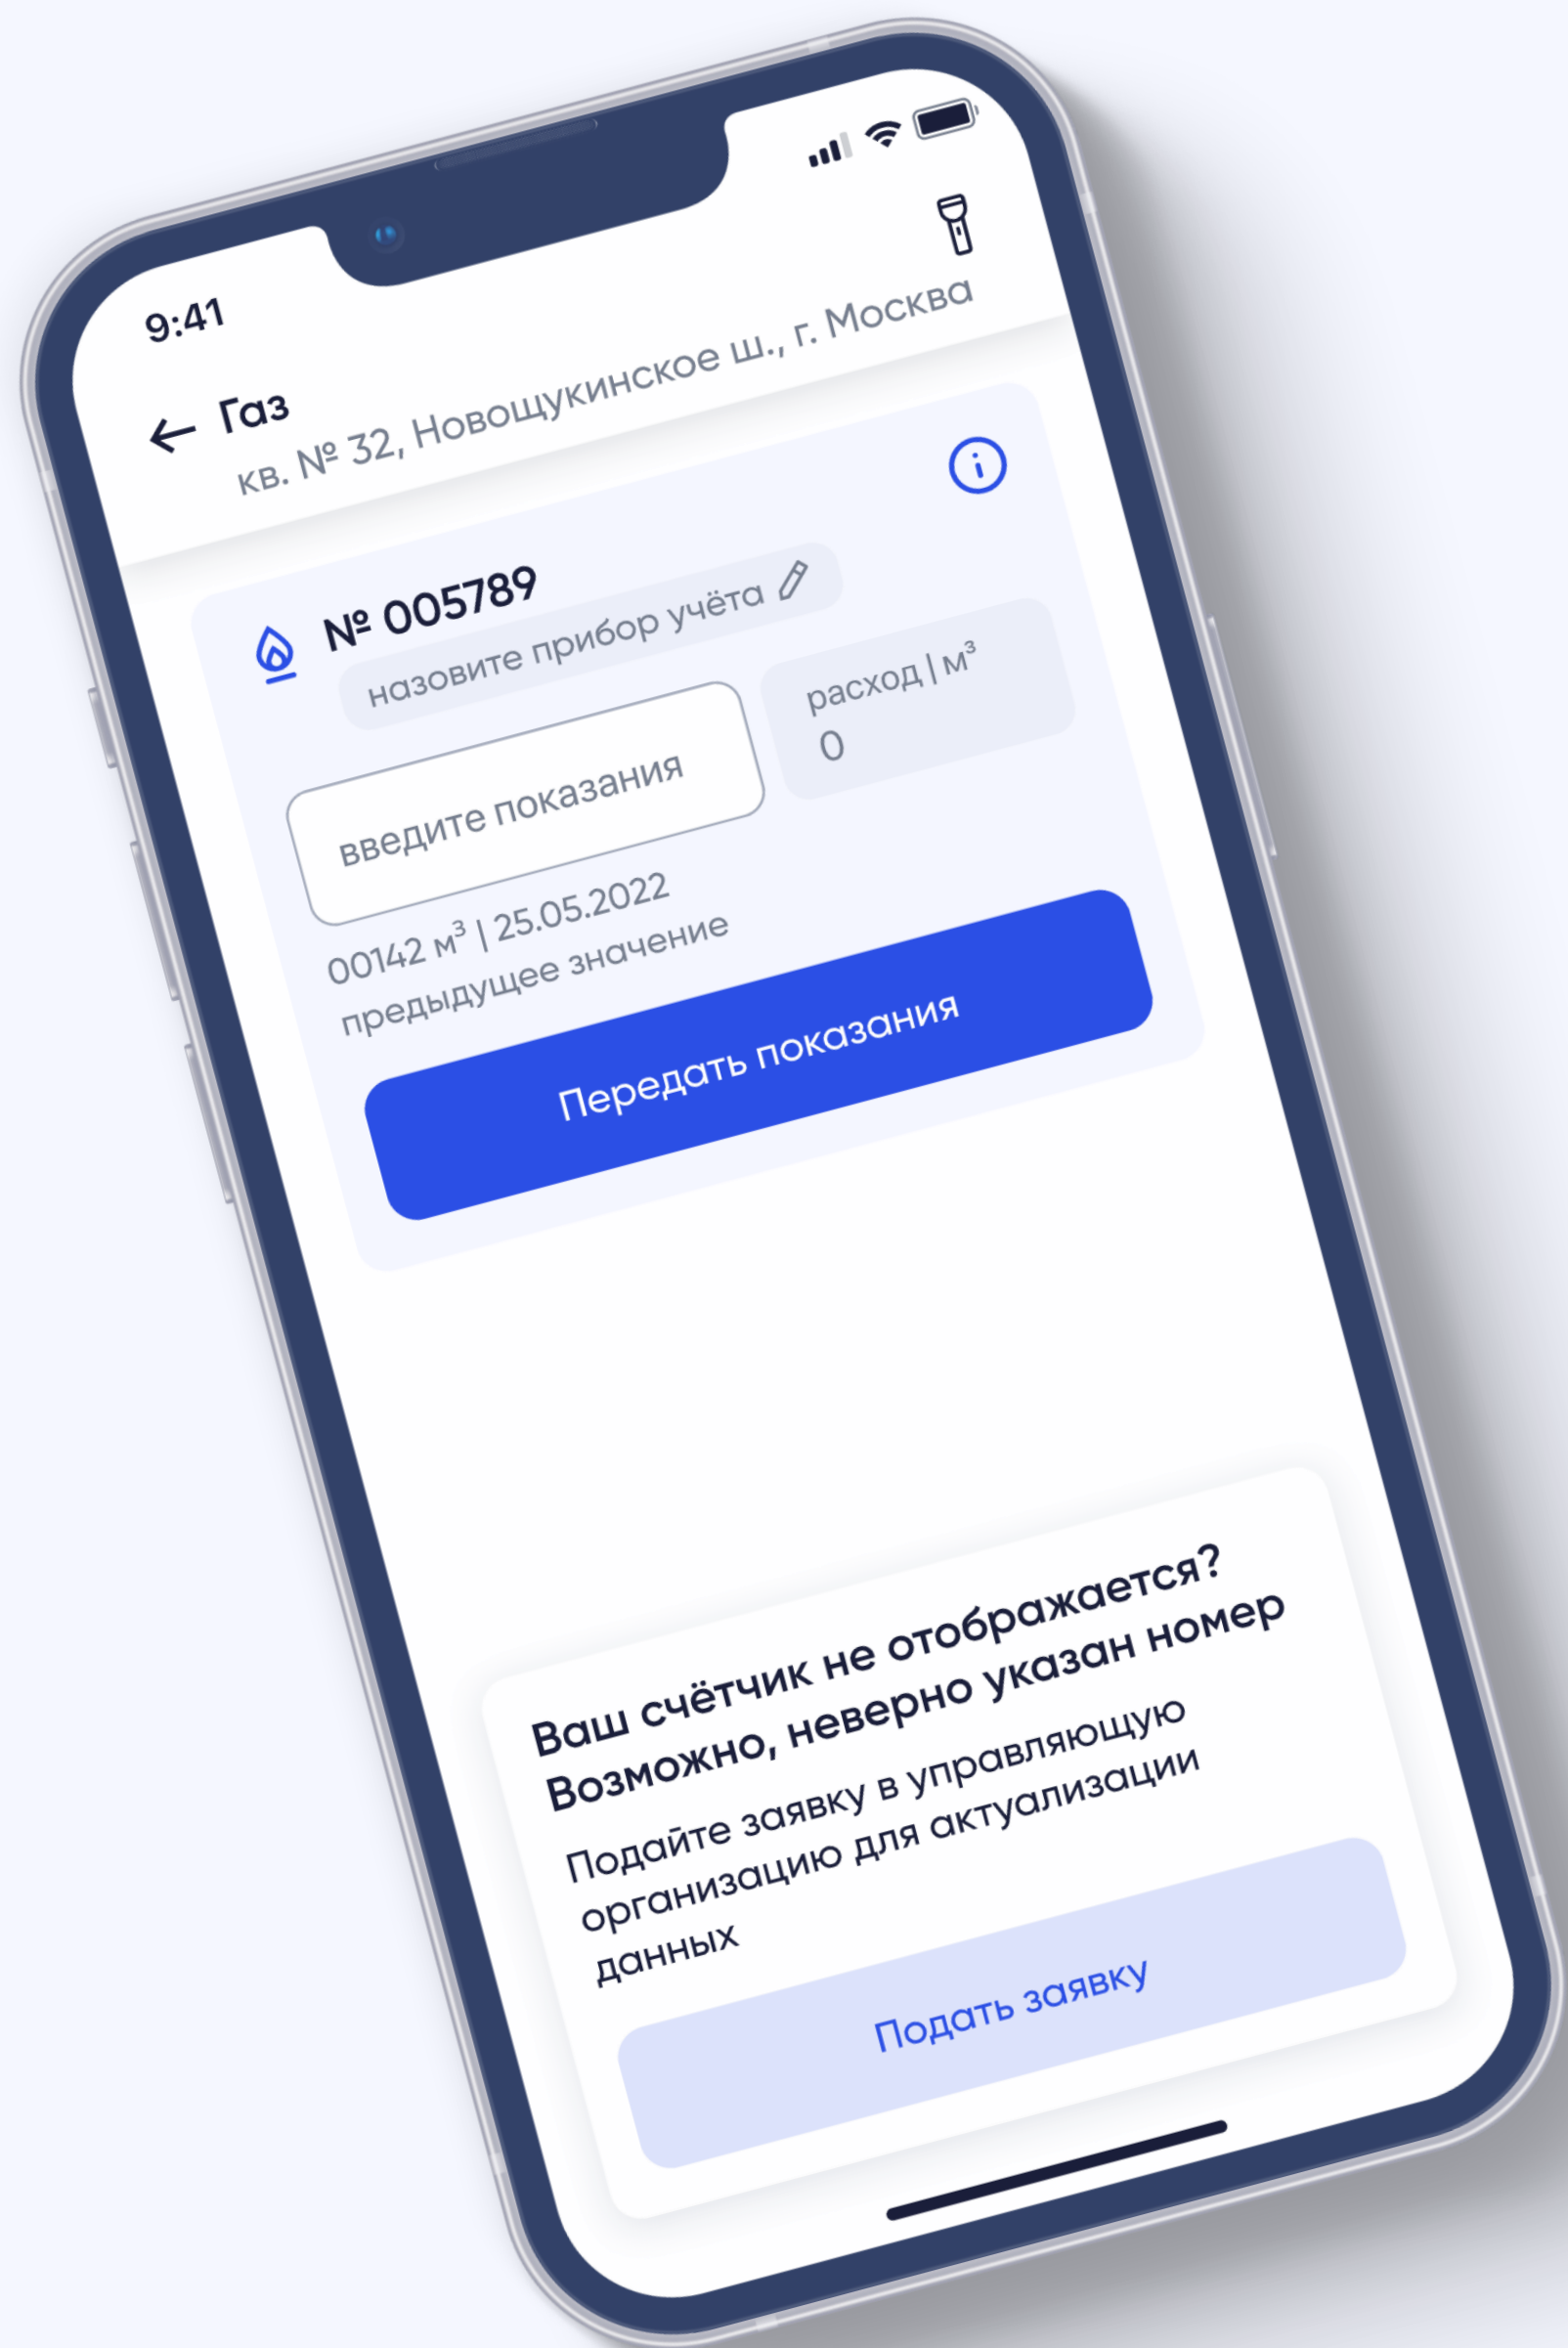 9:41
Газ
кв. № 32, Новощукинское ш., г. Москва
№ 005789
назовите прибор учёта
введите показания
расход | м³
0
00142 м³ | 25.05.2022
предыдущее значение
Передать показания
Ваш счётчик не отображается?
Возможно, неверно указан номер
Подайте заявку в управляющую
организацию для актуализации
данных
Подать заявку